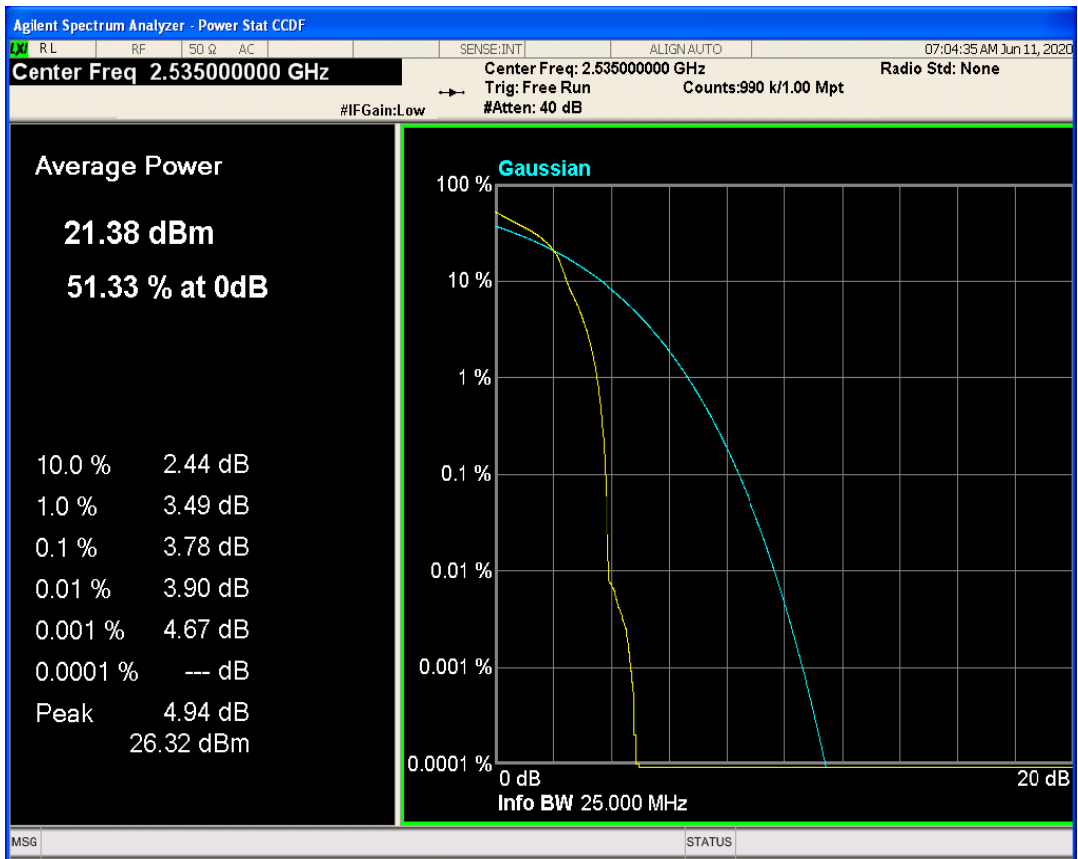 Agilent Spectrum Analyzer - Power Stat CCDF
LXI RL RF 50 Ω AC SENSE:INT ALIGN AUTO 07:04:35 AM Jun 11, 2020
Center Freq 2.535000000 GHz
Center Freq: 2.535000000 GHz Radio Std: None
Trig: Free Run Counts:990 k/1.00 Mpt
#IFGain:Low #Atten: 40 dB
Average Power
21.38 dBm
51.33 % at 0dB
10.0 % 2.44 dB
1.0 % 3.49 dB
0.1 % 3.78 dB
0.01 % 3.90 dB
0.001 % 4.67 dB
0.0001 % --- dB
Peak 4.94 dB
26.32 dBm
Gaussian
100 %
10 %
1 %
0.1 %
0.01 %
0.001 %
0.0001 %
0 dB 20 dB
Info BW 25.000 MHz
MSG STATUS